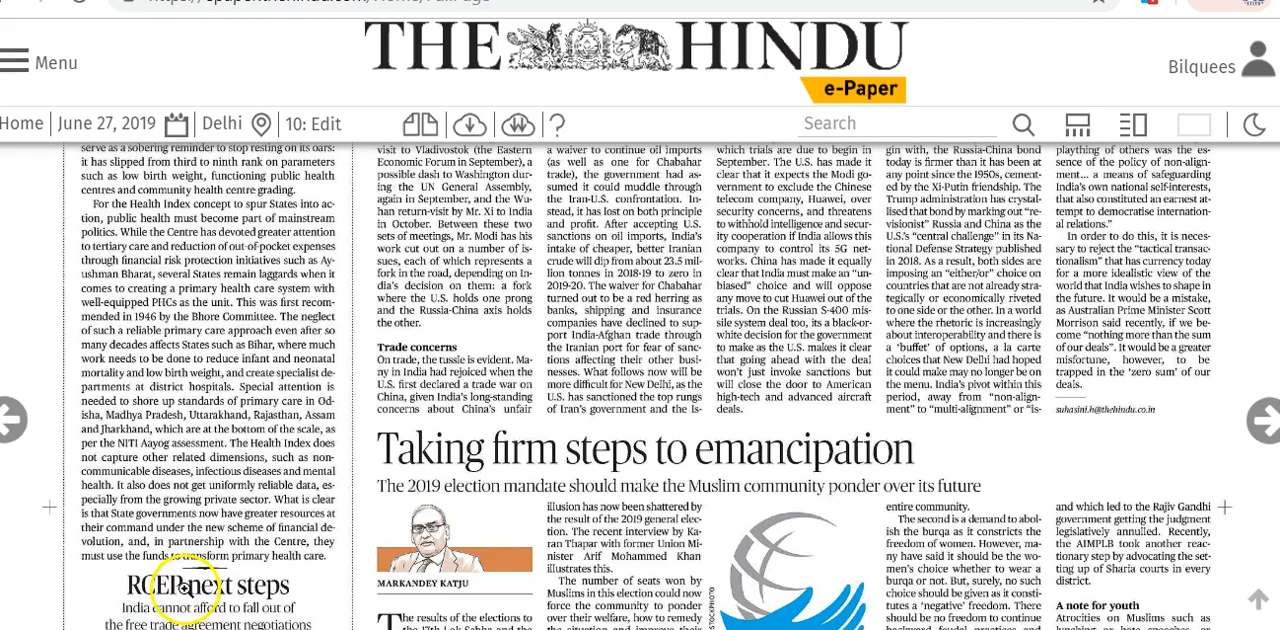 THE HINDU
e-Paper
Menu
Bilquees
Home
June 27, 2019
Delhi
10: Edit
?
Search
serve as a sobering reminder to stop resting on its oars:
it has slipped from third to ninth rank on parameters
such as low birth weight, functioning public health
centres and community health centre grading.
For the Health Index concept to spur States into ac-
tion, public health must become part of mainstream
politics. While the Centre has devoted greater attention
to tertiary care and reduction of out-of-pocket expenses
through financial risk protection initiatives such as Ay-
ushman Bharat, several States remain laggards when it
comes to creating a primary health care system with
well-equipped PHCs as the unit. This was first recom-
mended in 1946 by the Bhore Committee. The neglect
of such a reliable primary care approach even after so
many decades affects States such as Bihar, where much
work needs to be done to reduce infant and neonatal
mortality and low birth weight, and create specialist de-
partments at district hospitals. Special attention is
needed to shore up standards of primary care in Od-
isha, Madhya Pradesh, Uttarakhand, Rajasthan, Assam
and Jharkhand, which are at the bottom of the scale, as
per the NITI Aayog assessment. The Health Index does
not capture other related dimensions, such as non-
communicable diseases, infectious diseases and mental
health. It also does not get uniformly reliable data, es-
pecially from the growing private sector. What is clear
is that State governments now have greater resources at
their command under the new scheme of financial de-
volution, and, in partnership with the Centre, they
must use the funds to transform primary health care.
RCEP next steps
India cannot afford to fall out of
the free trade agreement negotiations
visit to Vladivostok (the Eastern
Economic Forum in September), a
possible dash to Washington dur-
ing the UN General Assembly,
again in September, and the Wu-
han return-visit by Mr. Xi to India
in October. Between these two
sets of meetings, Mr. Modi has his
work cut out on a number of is-
sues, each of which represents a
fork in the road, depending on In-
dia's decision on them: a fork
where the U.S. holds one prong
and the Russia-China axis holds
the other.
Trade concerns
On trade, the tussle is evident. Ma-
ny in India had rejoiced when the
U.S. first declared a trade war on
China, given India's long-standing
concerns about China's unfair
a waiver to continue oil imports
(as well as one for Chabahar
trade), the government had as-
sumed it could muddle through
the Iran-U.S. confrontation. In-
stead, it has lost on both principle
and profit. After accepting U.S.
sanctions on oil imports, India's
intake of cheaper, better Iranian
crude will dip from about 23.5 mil-
lion tonnes in 2018-19 to zero in
2019-20. The waiver for Chabahar
turned out to be a red herring as
banks, shipping and insurance
companies have declined to sup-
port India-Afghan trade through
the Iranian port for fear of sanc-
tions affecting their other busi-
nesses. What follows now will be
more difficult for New Delhi, as the
U.S. has sanctioned the top rungs
of Iran's government and the Is-
which trials are due to begin in
September. The U.S. has made it
clear that it expects the Modi go-
vernment to exclude the Chinese
telecom company, Huawei, over
security concerns, and threatens
to withhold intelligence and secu-
rity cooperation if India allows this
company to control its 5G net-
works. China has made it equally
clear that India must make an "un-
biased" choice and will oppose
any move to cut Huawei out of the
trials. On the Russian S-400 mis-
sile system deal too, its a black-or-
white decision for the government
to make as the U.S. makes it clear
that going ahead with the deal
won't just invoke sanctions but
will close the door to American
high-tech and advanced aircraft
deals.
gin with, the Russia-China bond
today is firmer than it has been at
any point since the 1950s, cement-
ed by the Xi-Putin friendship. The
Trump administration has crystal-
lised that bond by marking out "re-
visionist" Russia and China as the
U.S.'s "central challenge" in its Na-
tional Defense Strategy published
in 2018. As a result, both sides are
imposing an "either/or" choice on
countries that are not already stra-
tegically or economically riveted
to one side or the other. In a world
where the rhetoric is increasingly
about interoperability and there is
a 'buffet' of options, a la carte
choices that New Delhi had hoped
it could make may no longer be on
the menu. India's pivot within this
period, away from "non-align-
ment" to "multi-alignment" or "is-
plaything of others was the es-
sence of the policy of non-align-
ment... a means of safeguarding
India's own national self-interests,
that also constituted an earnest at-
tempt to democratise internation-
al relations."
In order to do this, it is neces-
sary to reject the "tactical transac-
tionalism" that has currency today
for a more idealistic view of the
world that India wishes to shape in
the future. It would be a mistake,
as Australian Prime Minister Scott
Morrison said recently, if we be-
come "nothing more than the sum
of our deals". It would be a greater
misfortune, however, to be
trapped in the 'zero sum' of our
deals.
suhasini.h@thehindu.co.in
Taking firm steps to emancipation
The 2019 election mandate should make the Muslim community ponder over its future
MARKANDEY KATJU
The results of the elections to
illusion has now been shattered by
the result of the 2019 general elec-
tion. The recent interview by Ka-
ran Thapar with former Union Mi-
nister Arif Mohammed Khan
illustrates this.
The number of seats won by
Muslims in this election could now
force the community to ponder
over their welfare, how to remedy
ISTOCKPHOTO
entire community.
The second is a demand to abol-
ish the burqa as it constricts the
freedom of women. However, ma-
ny have said it should be the wo-
men's choice whether to wear a
burqa or not. But, surely, no such
choice should be given as it consti-
tutes a 'negative' freedom. There
should be no freedom to continue
and which led to the Rajiv Gandhi
government getting the judgment
legislatively annulled. Recently,
the AIMPLB took another reac-
tionary step by advocating the set-
ting up of Sharia courts in every
district.
A note for youth
Atrocities on Muslims such as